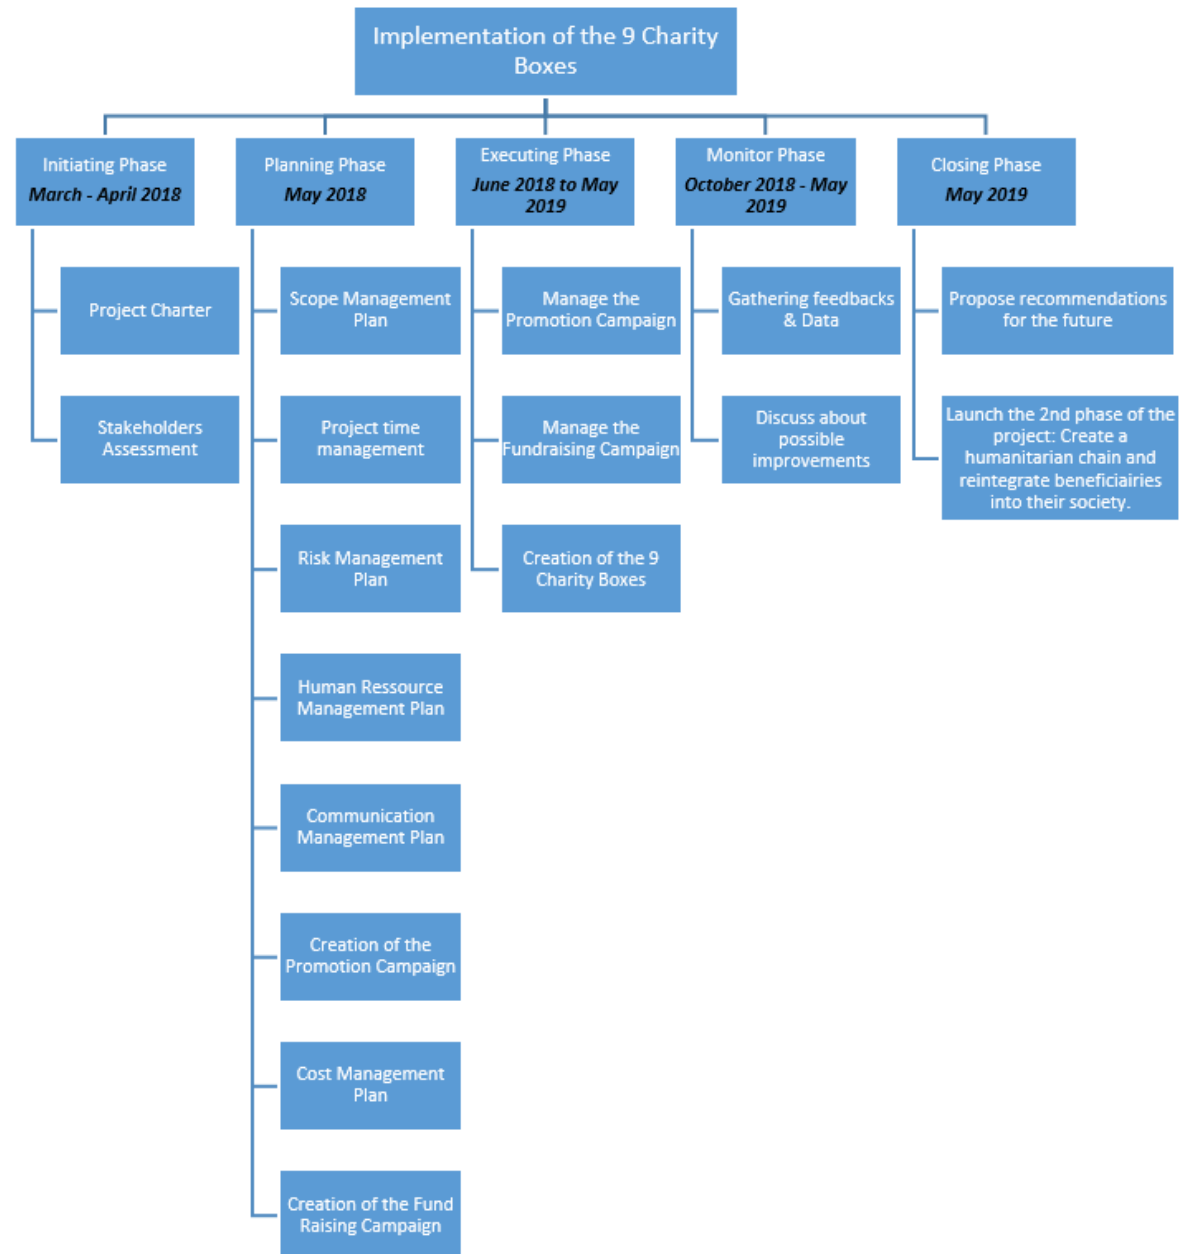 Implementation of the 9 Charity
Boxes
Initiating Phase
March - April 2018
Project Charter
Stakeholders
Assessment
Planning Phase
May 2018
Scope Management
Plan
Project time
management
Risk Management
Plan
Human Ressource
Management Plan
Communication
Management Plan
Creation of the
Promotion Campaign
Cost Management
Plan
Creation of the Fund
Raising Campaign
Executing Phase
June 2018 to May
2019
Manage the
Promotion Campaign
Manage the
Fundraising Campaign
Creation of the 9
Charity Boxes
Monitor Phase
October 2018 - May
2019
Gathering feedbacks
& Data
Discuss about
possible
improvements
Closing Phase
May 2019
Propose recommendations
for the future
Launch the 2nd phase of the
project: Create a
humanitarian chain and
reintegrate beneficiairies
into their society.